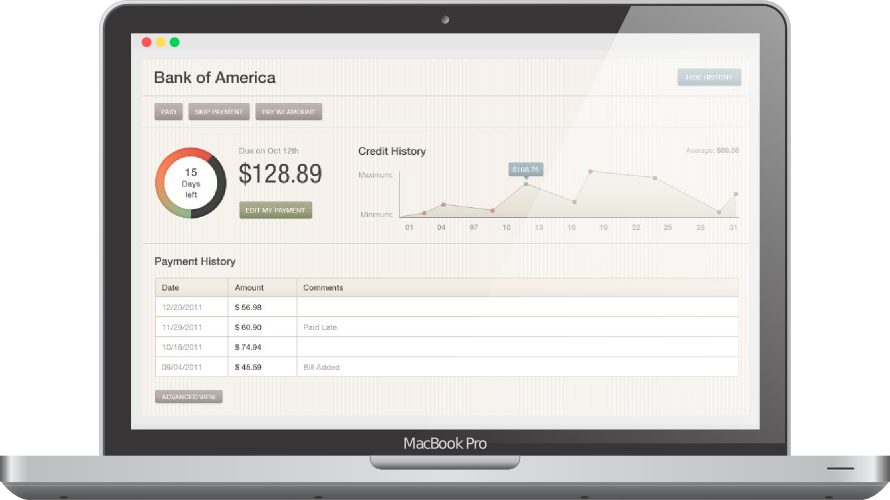 Bank of America
HIDE HISTORY
PAID SKIP PAYMENT PAY W/ AMOUNT
15 Days left
Due on Oct 12th
$128.89
EDIT MY PAYMENT
Credit History
Average: $89.58
Maximum:
$168.75
Minimum:
01 04 07 10 13 16 19 22 25 28 31
Payment History
Date Amount Comments
12/20/2011 $ 56.98
11/29/2011 $ 60.90 Paid Late
10/16/2011 $ 74.94
09/04/2011 $ 45.59 Bill Added
ADVANCED VIEW
MacBook Pro